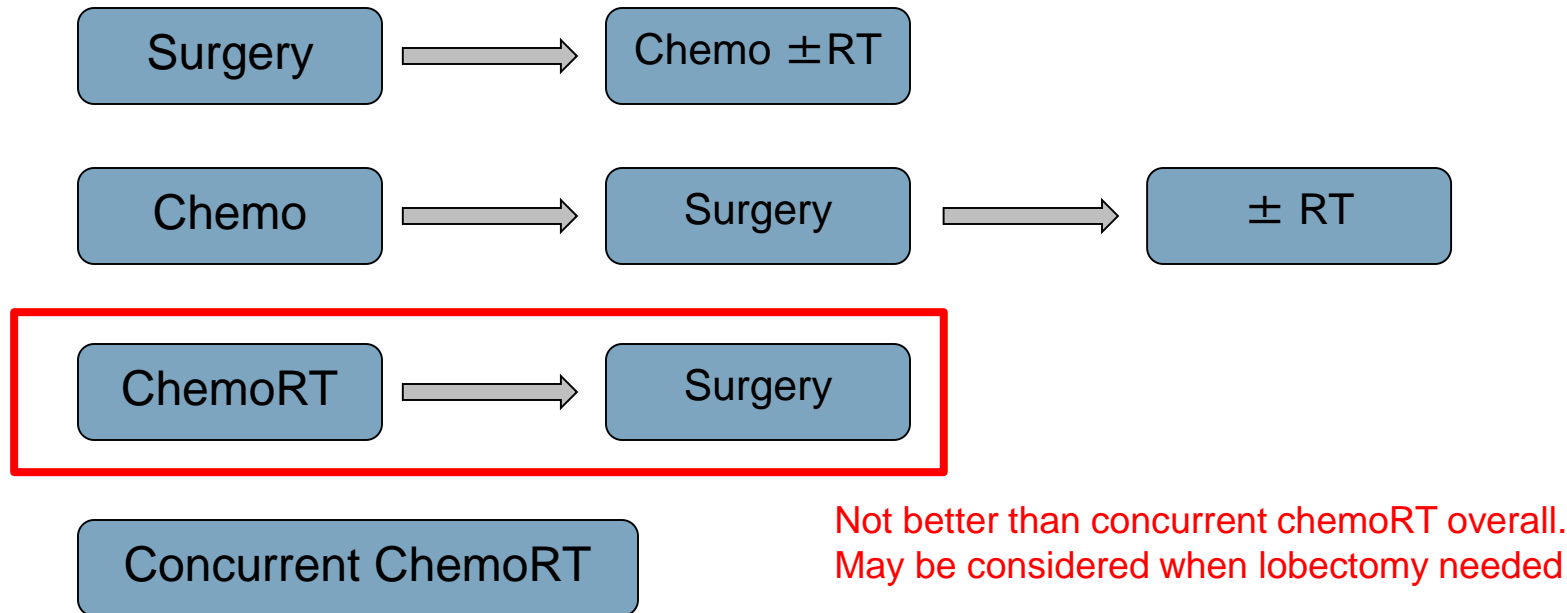 Surgery
Chemo ±RT
Chemo
Surgery
± RT
ChemoRT
Surgery
Concurrent ChemoRT
Not better than concurrent chemoRT overall.
May be considered when lobectomy needed